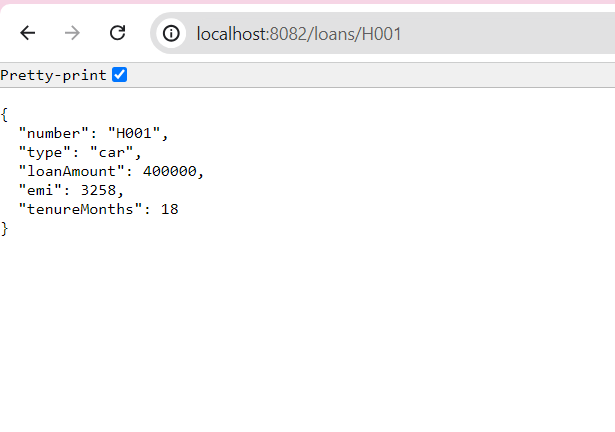 localhost:8082/loans/H001
Pretty-print
{
  "number": "H001",
  "type": "car",
  "loanAmount": 400000,
  "emi": 3258,
  "tenureMonths": 18
}